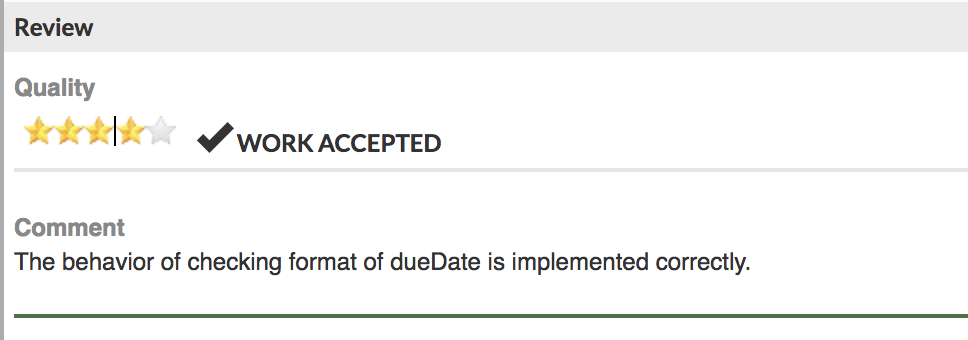 Review
Quality
WORK ACCEPTED
Comment
The behavior of checking format of dueDate is implemented correctly.